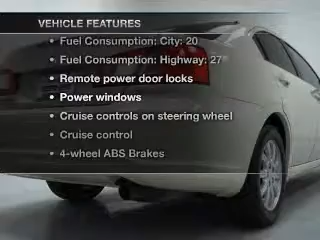 VEHICLE FEATURES
• Fuel Consumption: City: 20
• Fuel Consumption: Highway: 27
• Remote power door locks
• Power windows
• Cruise controls on steering wheel
• Cruise control
• 4-wheel ABS Brakes